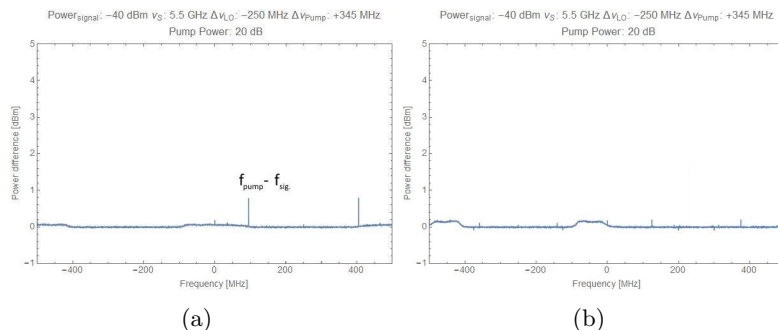 Power_signal: −40 dBm ν_S: 5.5 GHz Δν_LO: −250 MHz Δν_Pump: +345 MHz
Pump Power: 20 dB
5
4
3
2
1
0
−1
Power difference [dBm]
f_pump - f_sig.
−400 −200 0 200 400
Frequency [MHz]
(a)
Power_signal: −40 dBm ν_S: 5.5 GHz Δν_LO: −250 MHz Δν_Pump: +345 MHz
Pump Power: 20 dB
5
4
3
2
1
0
−1
Power difference [dBm]
−400 −200 0 200 400
Frequency [MHz]
(b)